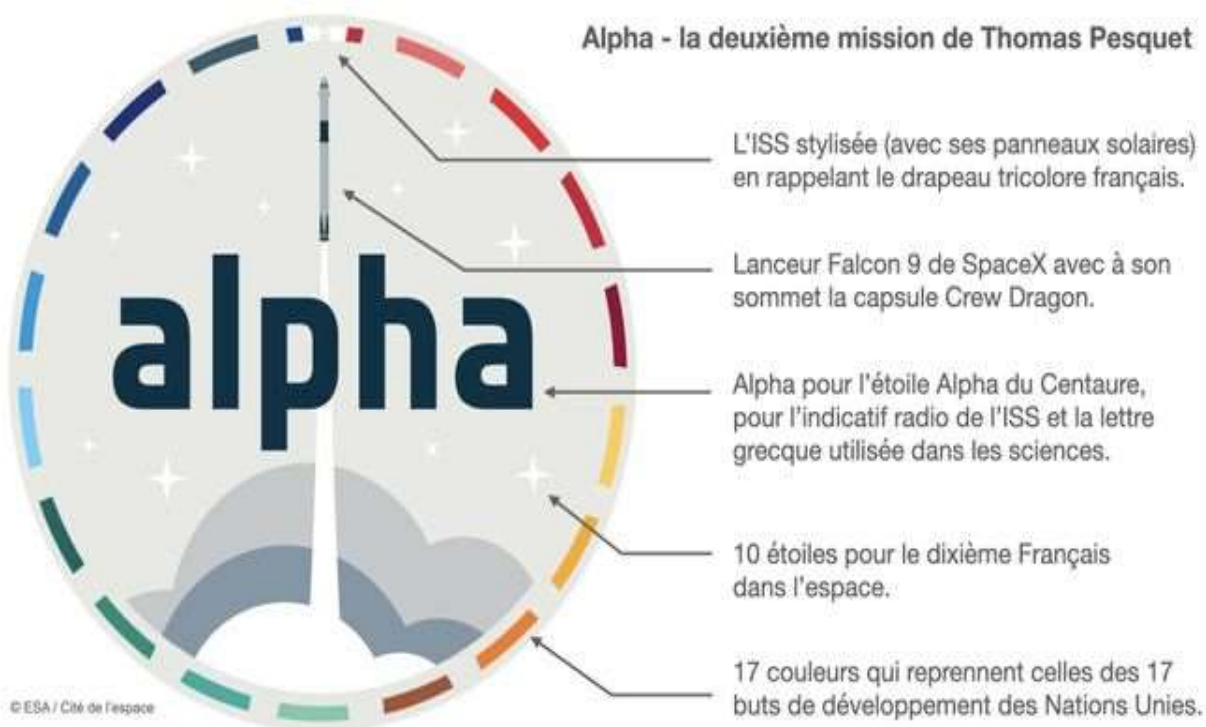 Alpha - la deuxième mission de Thomas Pesquet
L'ISS stylisée (avec ses panneaux solaires)
en rappelant le drapeau tricolore français.
Lanceur Falcon 9 de SpaceX avec à son
sommet la capsule Crew Dragon.
alpha
Alpha pour l'étoile Alpha du Centaure,
pour l'indicatif radio de l'ISS et la lettre
grecque utilisée dans les sciences.
10 étoiles pour le dixième Français
dans l'espace.
17 couleurs qui reprennent celles des 17
buts de développement des Nations Unies.
© ESA / Cité de l'espace